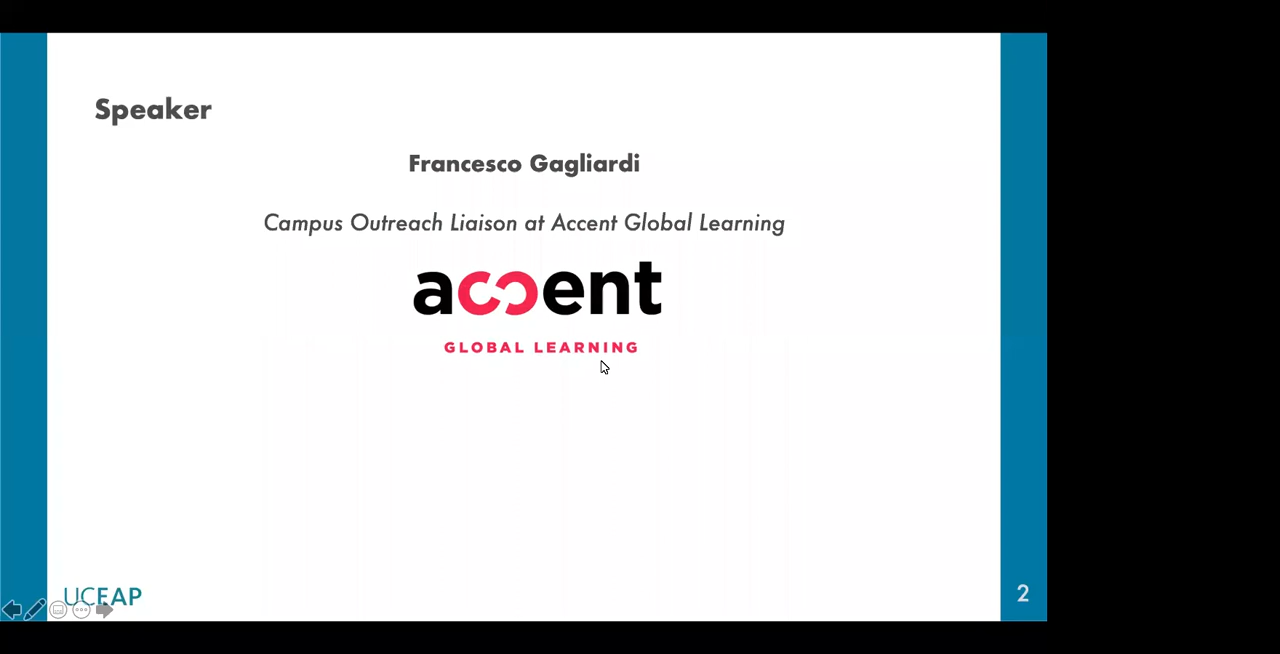 Speaker
Francesco Gagliardi
Campus Outreach Liaison at Accent Global Learning
accent
GLOBAL LEARNING
UCEAP
2